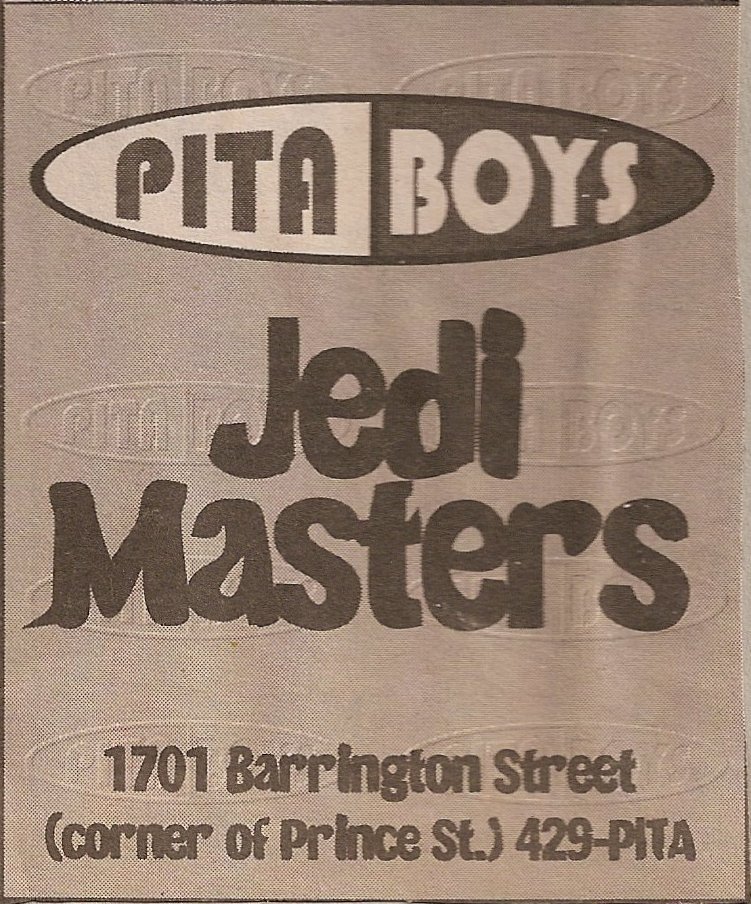 PITA BOYS
Jedi
Masters
1701 Barrington Street
(corner of Prince St.) 429-PITA